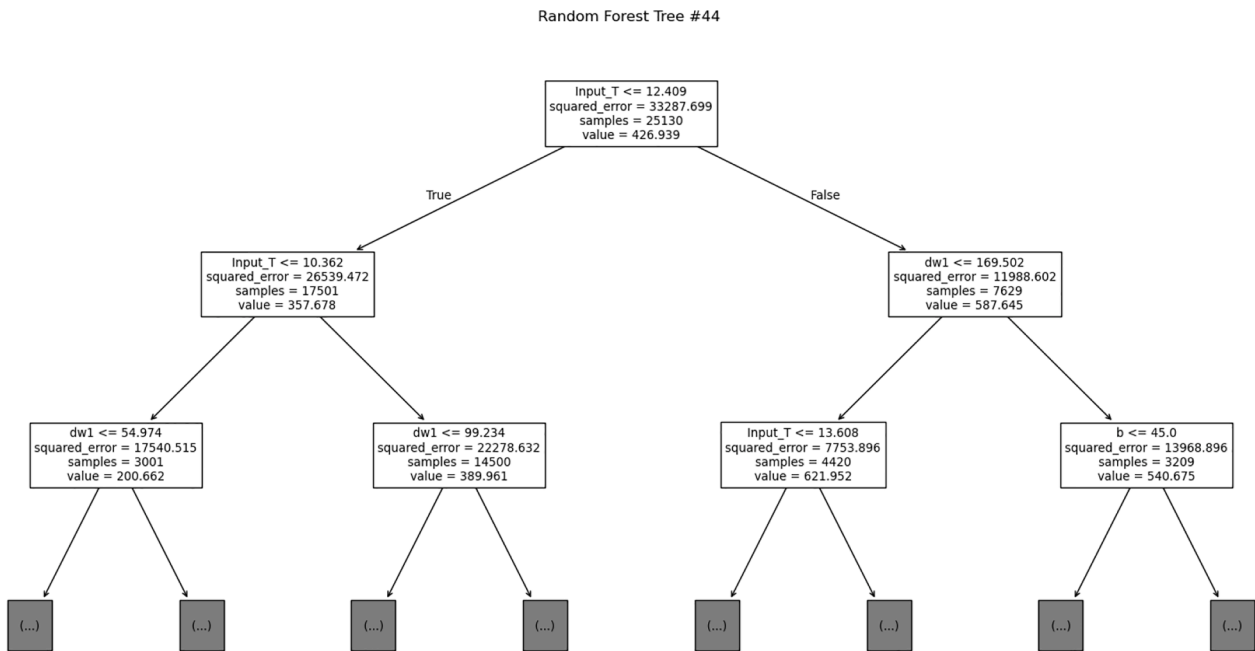 Random Forest Tree #44
Input_T <= 12.409
squared_error = 33287.699
samples = 25130
value = 426.939
True
False
Input_T <= 10.362
squared_error = 26539.472
samples = 17501
value = 357.678
dw1 <= 169.502
squared_error = 11988.602
samples = 7629
value = 587.645
dw1 <= 54.974
squared_error = 17540.515
samples = 3001
value = 200.662
dw1 <= 99.234
squared_error = 22278.632
samples = 14500
value = 389.961
Input_T <= 13.608
squared_error = 7753.896
samples = 4420
value = 621.952
b <= 45.0
squared_error = 13968.896
samples = 3209
value = 540.675
(...)
(...)
(...)
(...)
(...)
(...)
(...)
(...)